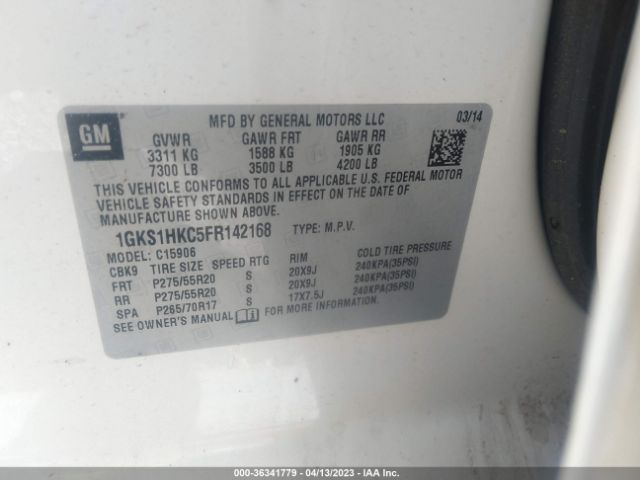 GM
MFD BY GENERAL MOTORS LLC 03/14
GVWR GAWR FRT GAWR RR
3311 KG 1588 KG 1905 KG
7300 LB 3500 LB 4200 LB
THIS VEHICLE CONFORMS TO ALL APPLICABLE U.S. FEDERAL MOTOR
VEHICLE SAFETY STANDARDS IN EFFECT ON THE DATE OF
MANUFACTURE SHOWN ABOVE.
1GKS1HKC5FR142168 TYPE: M.P.V.
MODEL: C15906
CBK9 TIRE SIZE SPEED RTG RIM COLD TIRE PRESSURE
FRT P275/55R20 S 20X9J 240KPA(35PSI)
RR P275/55R20 S 20X9J 240KPA(35PSI)
SPA P265/70R17 S 17X7.5J 240KPA(35PSI)
SEE OWNER'S MANUAL FOR MORE INFORMATION.
000-36341779 - 04/13/2023 - IAA Inc.